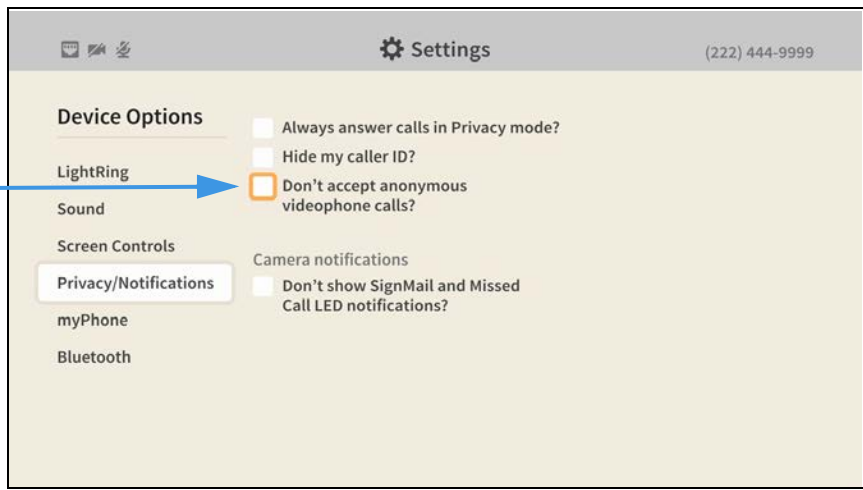 Settings
(222) 444-9999
Device Options
LightRing
Sound
Screen Controls
Privacy/Notifications
myPhone
Bluetooth
Always answer calls in Privacy mode?
Hide my caller ID?
Don't accept anonymous
videophone calls?
Camera notifications
Don't show SignMail and Missed
Call LED notifications?